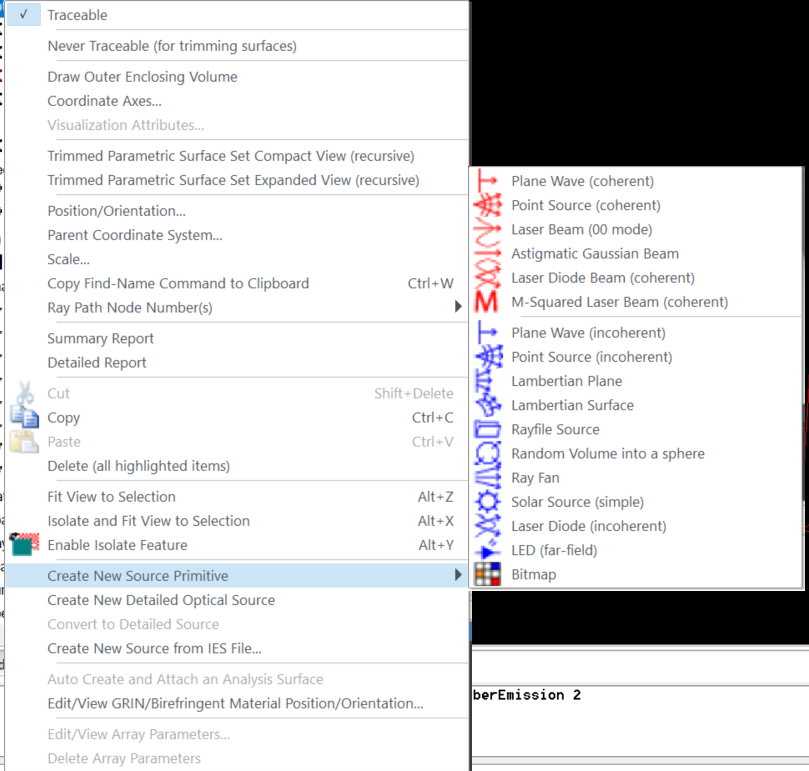 Traceable
Never Traceable (for trimming surfaces)
Draw Outer Enclosing Volume
Coordinate Axes...
Visualization Attributes...
Trimmed Parametric Surface Set Compact View (recursive)
Trimmed Parametric Surface Set Expanded View (recursive)
Position/Orientation...
Parent Coordinate System...
Scale...
Copy Find-Name Command to Clipboard Ctrl+W
Ray Path Node Number(s)
Summary Report
Detailed Report
Cut Shift+Delete
Copy Ctrl+C
Paste Ctrl+V
Delete (all highlighted items)
Fit View to Selection Alt+Z
Isolate and Fit View to Selection Alt+X
Enable Isolate Feature Alt+Y
Create New Source Primitive
Create New Detailed Optical Source
Convert to Detailed Source
Create New Source from IES File...
Auto Create and Attach an Analysis Surface
Edit/View GRIN/Birefringent Material Position/Orientation...
Edit/View Array Parameters...
Delete Array Parameters
Plane Wave (coherent)
Point Source (coherent)
Laser Beam (00 mode)
Astigmatic Gaussian Beam
Laser Diode Beam (coherent)
M M-Squared Laser Beam (coherent)
Plane Wave (incoherent)
Point Source (incoherent)
Lambertian Plane
Lambertian Surface
Rayfile Source
Random Volume into a sphere
Ray Fan
Solar Source (simple)
Laser Diode (incoherent)
LED (far-field)
Bitmap
berEmission 2